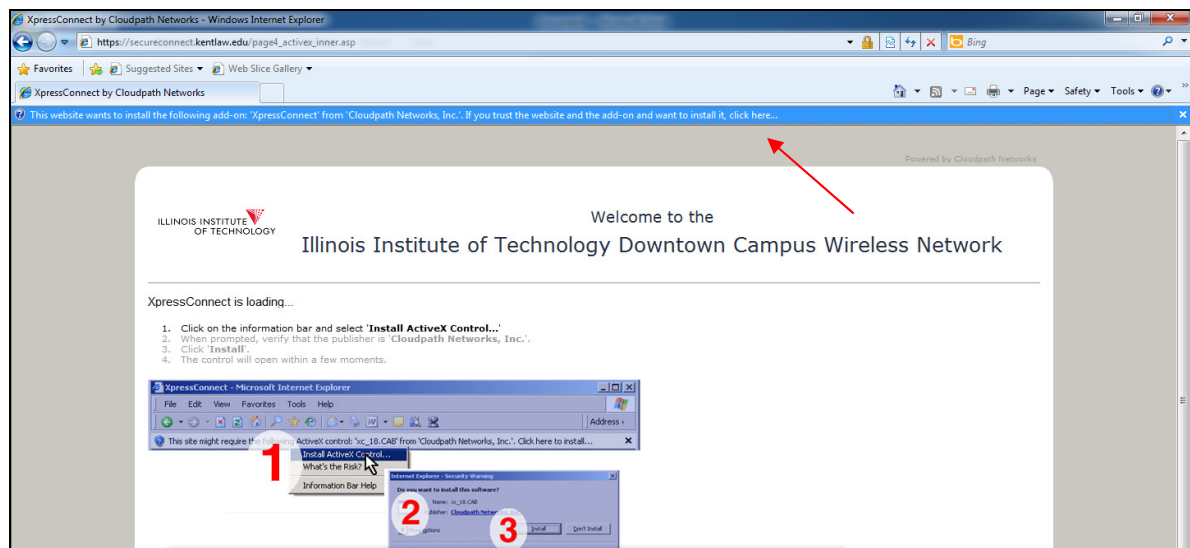 XpressConnect by Cloudpath Networks - Windows Internet Explorer
https://secureconnect.kentlaw.edu/page4_activex_inner.asp
Bing
Favorites Suggested Sites Web Slice Gallery
XpressConnect by Cloudpath Networks
Page Safety Tools
This website wants to install the following add-on: 'XpressConnect' from 'Cloudpath Networks, Inc.'. If you trust the website and the add-on and want to install it, click here...
Powered by Cloudpath Networks
ILLINOIS INSTITUTE
OF TECHNOLOGY
Welcome to the
Illinois Institute of Technology Downtown Campus Wireless Network
XpressConnect is loading...
1. Click on the information bar and select 'Install ActiveX Control...'
2. When prompted, verify that the publisher is 'Cloudpath Networks, Inc.'.
3. Click 'Install'.
4. The control will open within a few moments.
XpressConnect - Microsoft Internet Explorer
File Edit View Favorites Tools Help
Address
This site might require the following ActiveX control: 'xc_18.CAB' from 'Cloudpath Networks, Inc.'. Click here to install...
1
Install ActiveX Control...
What's the Risk?
Information Bar Help
Internet Explorer - Security Warning
Do you want to install this software?
Name: xc_18.CAB
Publisher: Cloudpath Networks
2
options
3
Install Don't Install